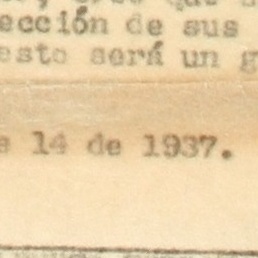 ección de sus
esto será un g
e 14 de 1937.